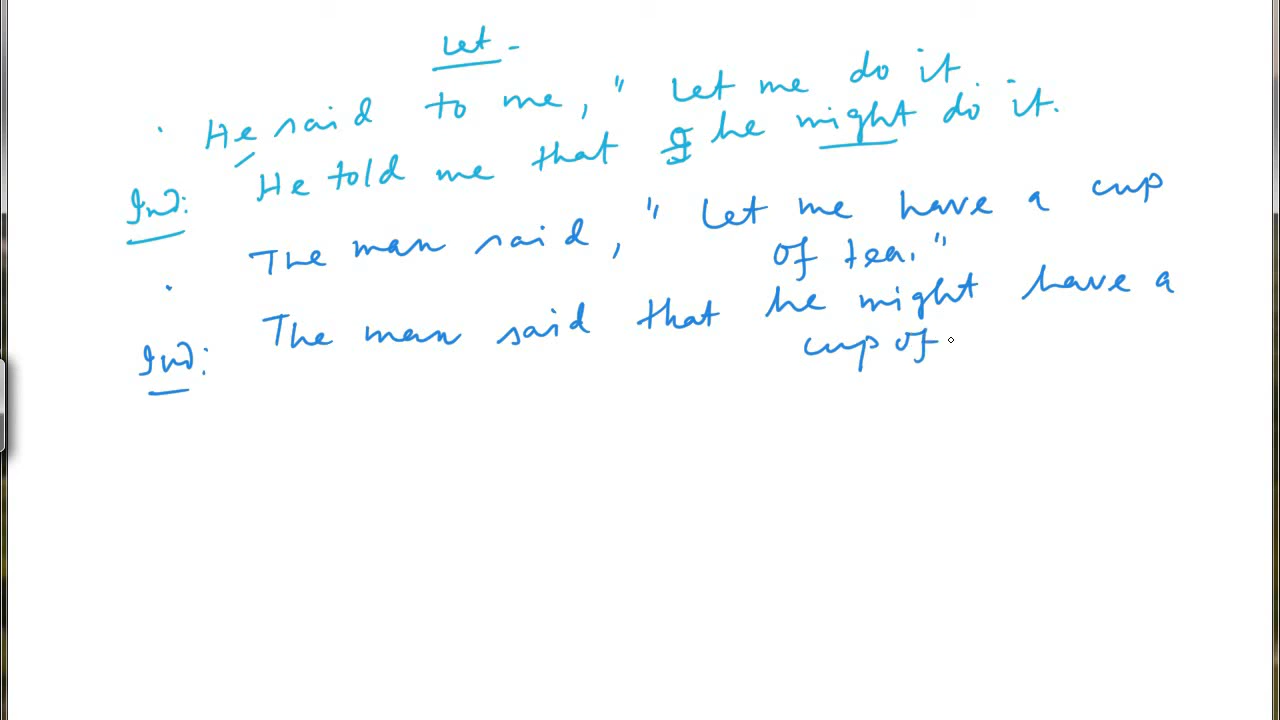 Let -
He said to me, " Let me do it
Ind: He told me that he might do it.
The man said, " Let me have a cup
of tea."
Ind: The man said that he might have a
cup of